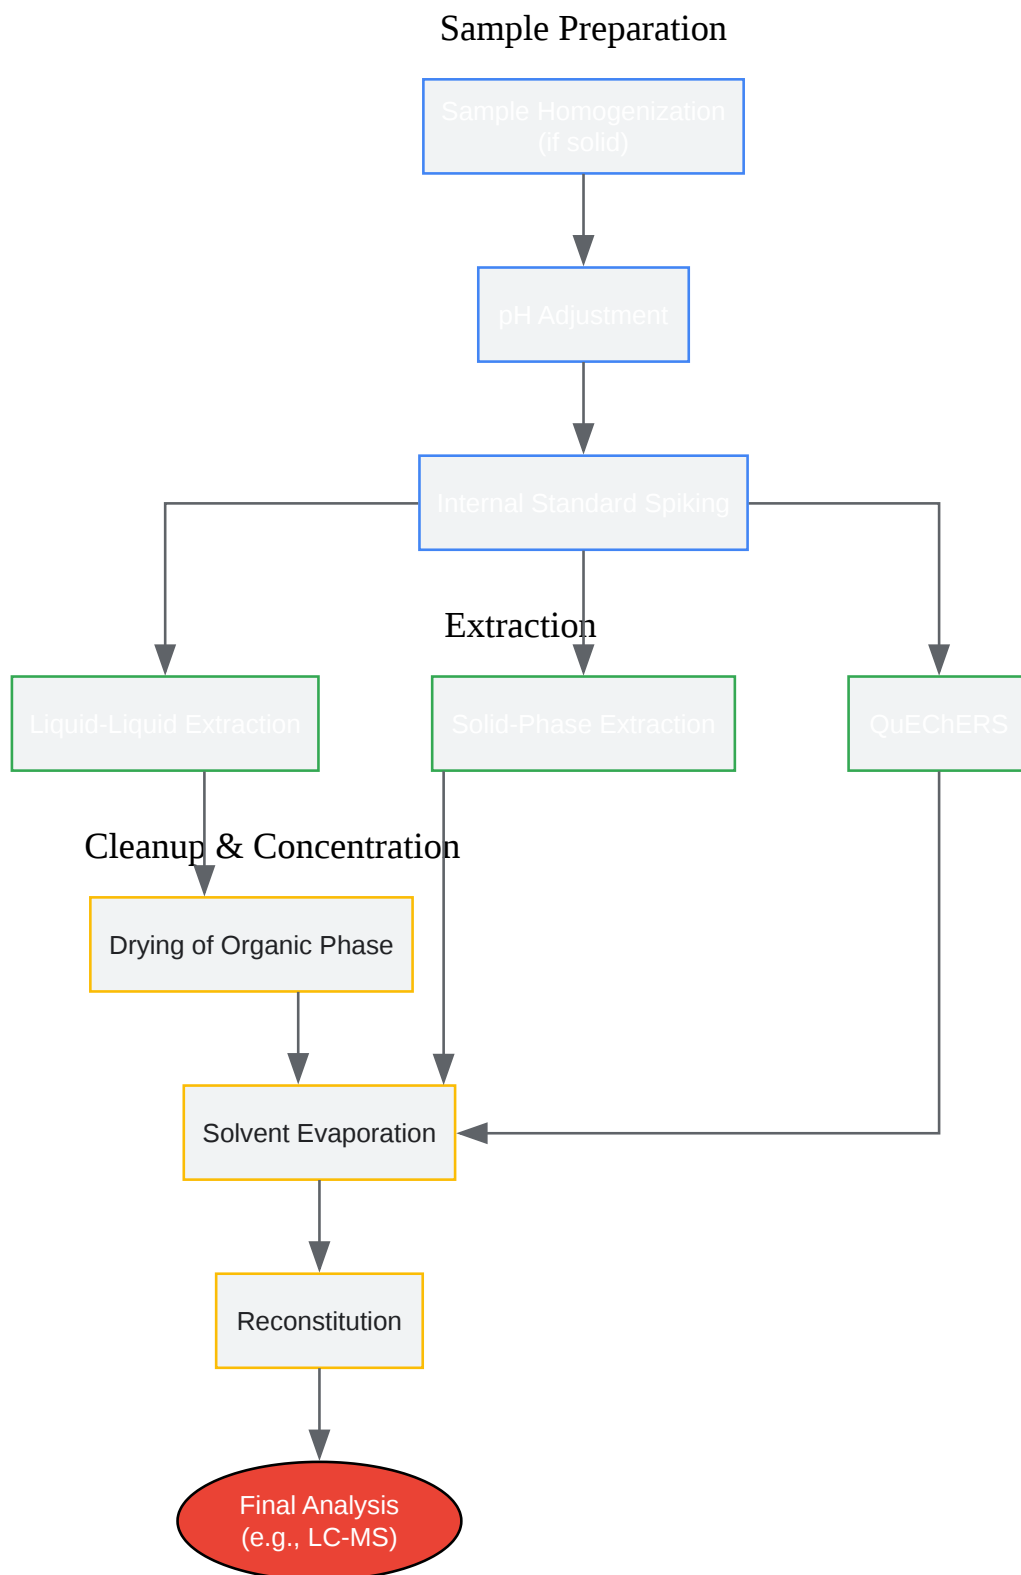 Sample Preparation
Sample Homogenization
(if solid)
pH Adjustment
Internal Standard Spiking
Extraction
Liquid-Liquid Extraction
Solid-Phase Extraction
QuEChERS
Cleanup & Concentration
Drying of Organic Phase
Solvent Evaporation
Reconstitution
Final Analysis
(e.g., LC-MS)